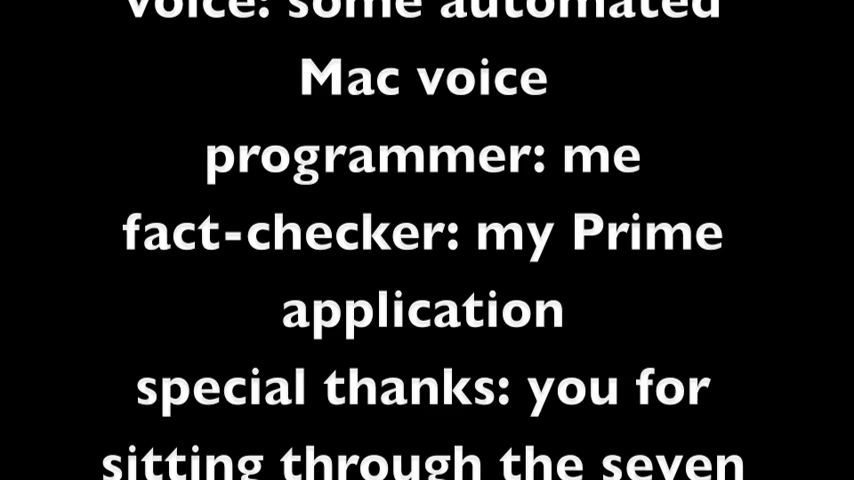 voice: some automated
Mac voice
programmer: me
fact-checker: my Prime
application
special thanks: you for
sitting through the seven